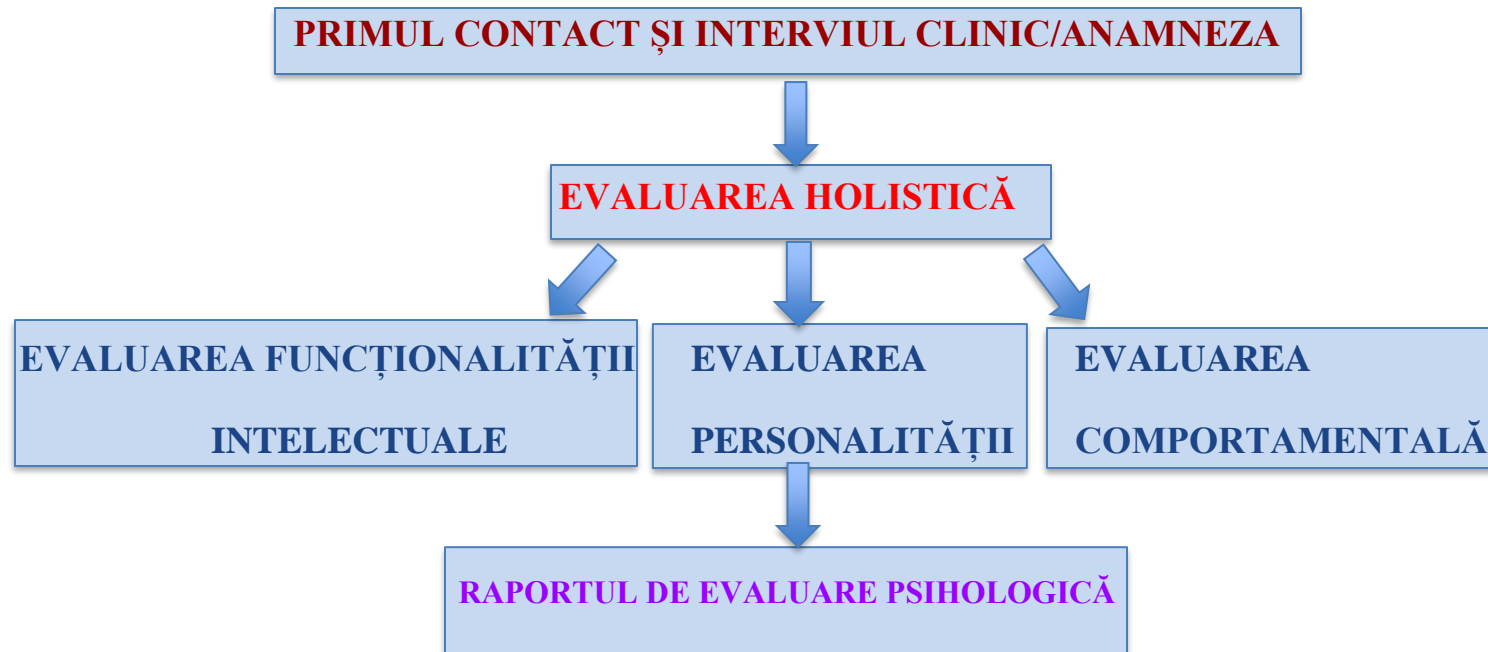 PRIMUL CONTACT ȘI INTERVIUL CLINIC/ANAMNEZA
EVALUAREA HOLISTICĂ
EVALUAREA FUNCȚIONALITĂȚII
INTELECTUALE
EVALUAREA
PERSONALITĂȚII
EVALUAREA
COMPORTAMENTALĂ
RAPORTUL DE EVALUARE PSIHOLOGICĂ